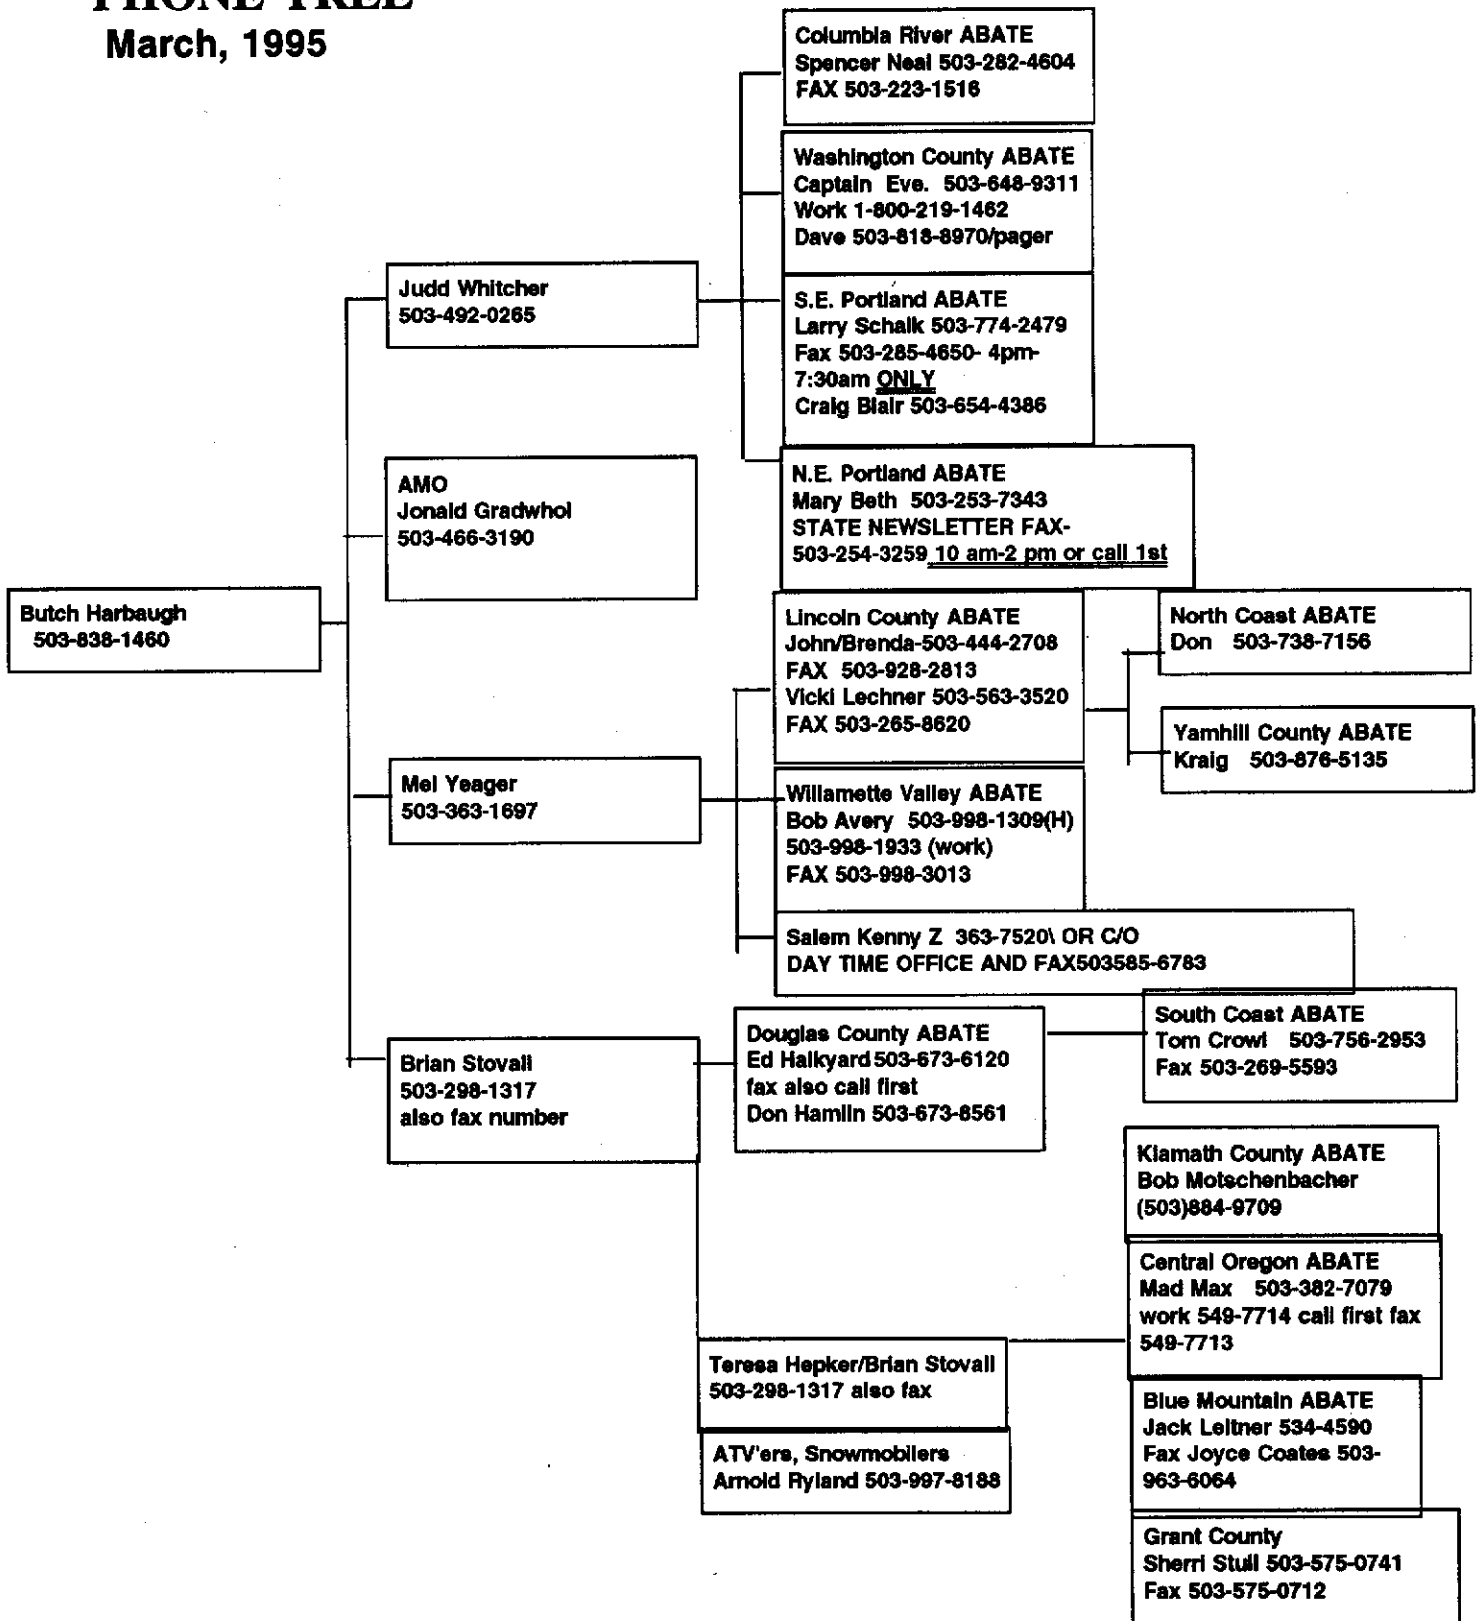 PHONE TREE
March, 1995
Columbia River ABATE
Spencer Neal 503-282-4604
FAX 503-223-1516
Washington County ABATE
Captain Eve. 503-648-9311
Work 1-800-219-1462
Dave 503-818-8970/pager
Judd Whitcher
503-492-0265
S.E. Portland ABATE
Larry Schalk 503-774-2479
Fax 503-285-4650- 4pm-
7:30am ONLY
Craig Blair 503-654-4386
AMO
Jonald Gradwhol
503-466-3190
N.E. Portland ABATE
Mary Beth 503-253-7343
STATE NEWSLETTER FAX-
503-254-3259 10 am-2 pm or call 1st
Butch Harbaugh
503-838-1460
Lincoln County ABATE
John/Brenda-503-444-2708
FAX 503-928-2813
Vicki Lechner 503-563-3520
FAX 503-265-8620
North Coast ABATE
Don 503-738-7156
Yamhill County ABATE
Kraig 503-876-5135
Mel Yeager
503-363-1697
Willamette Valley ABATE
Bob Avery 503-998-1309(H)
503-998-1933 (work)
FAX 503-998-3013
Salem Kenny Z 363-7520\ OR C/O
DAY TIME OFFICE AND FAX503585-6783
Brian Stovall
503-298-1317
also fax number
Douglas County ABATE
Ed Halkyard 503-673-6120
fax also call first
Don Hamlin 503-673-8561
South Coast ABATE
Tom Crowl 503-756-2953
Fax 503-269-5593
Klamath County ABATE
Bob Motschenbacher
(503)884-9709
Central Oregon ABATE
Mad Max 503-382-7079
work 549-7714 call first fax
549-7713
Teresa Hepker/Brian Stovall
503-298-1317 also fax
Blue Mountain ABATE
Jack Leitner 534-4590
Fax Joyce Coates 503-
963-6064
ATV'ers, Snowmobilers
Arnold Ryland 503-997-8188
Grant County
Sherri Stull 503-575-0741
Fax 503-575-0712